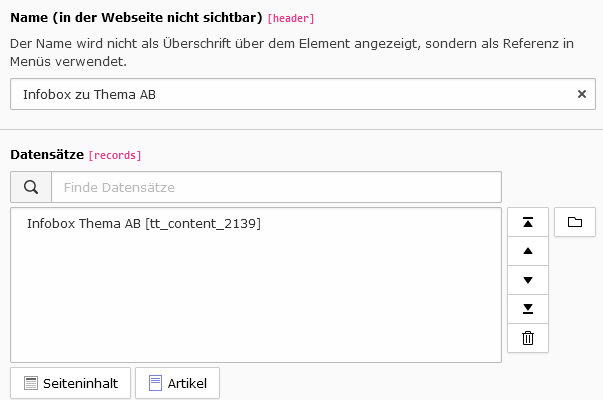 Name (in der Webseite nicht sichtbar) [header]
Der Name wird nicht als Überschrift über dem Element angezeigt, sondern als Referenz in
Menüs verwendet.
Infobox zu Thema AB
Datensätze [records]
Finde Datensätze
Infobox Thema AB [tt_content_2139]
Seiteninhalt
Artikel